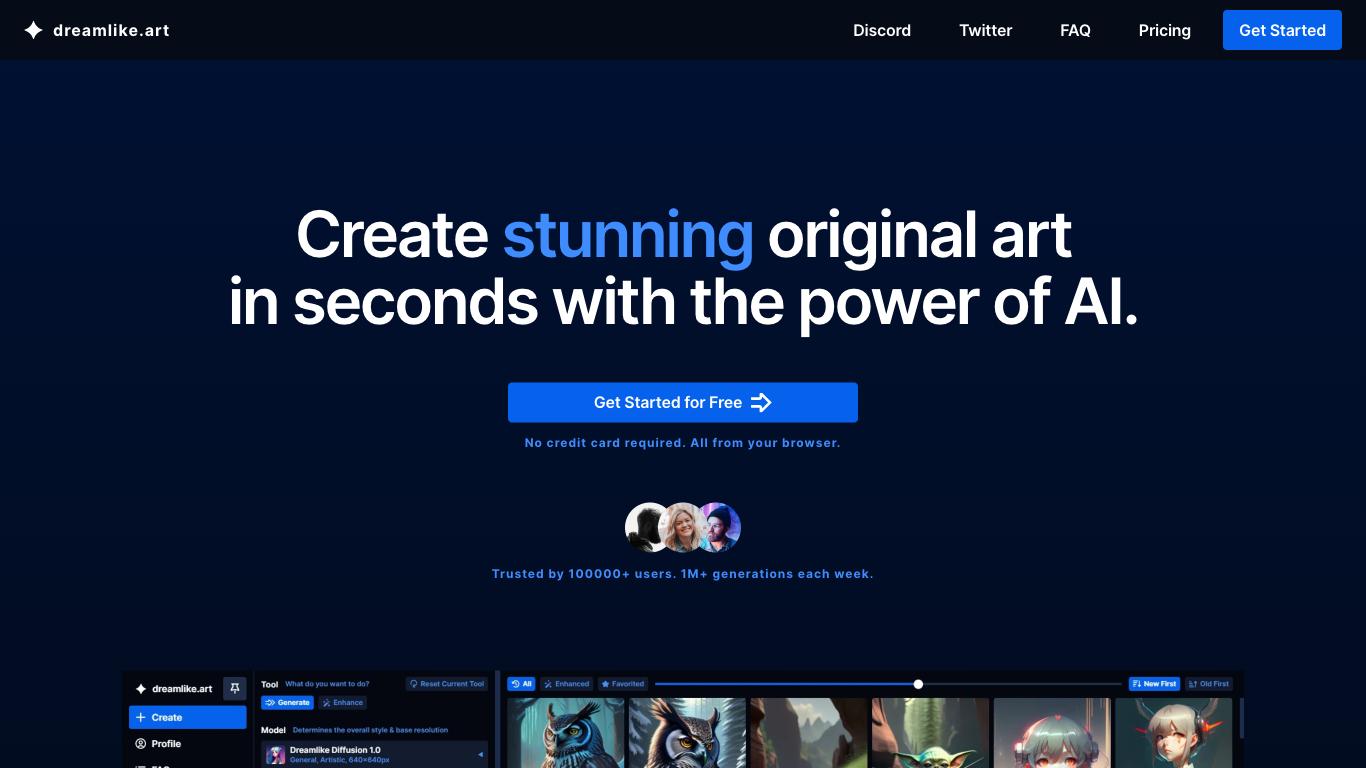 dreamlike.art
Discord
Twitter
FAQ
Pricing
Get Started
Create stunning original art
in seconds with the power of AI.
Get Started for Free
No credit card required. All from your browser.
Trusted by 100000+ users. 1M+ generations each week.
dreamlike.art
Create
Profile
Tool What do you want to do?
Reset Current Tool
Generate
Enhance
Model Determines the overall style & base resolution
Dreamlike Diffusion 1.0
General, Artistic, 640×640px
All
Enhanced
Favorited
New First
Old First